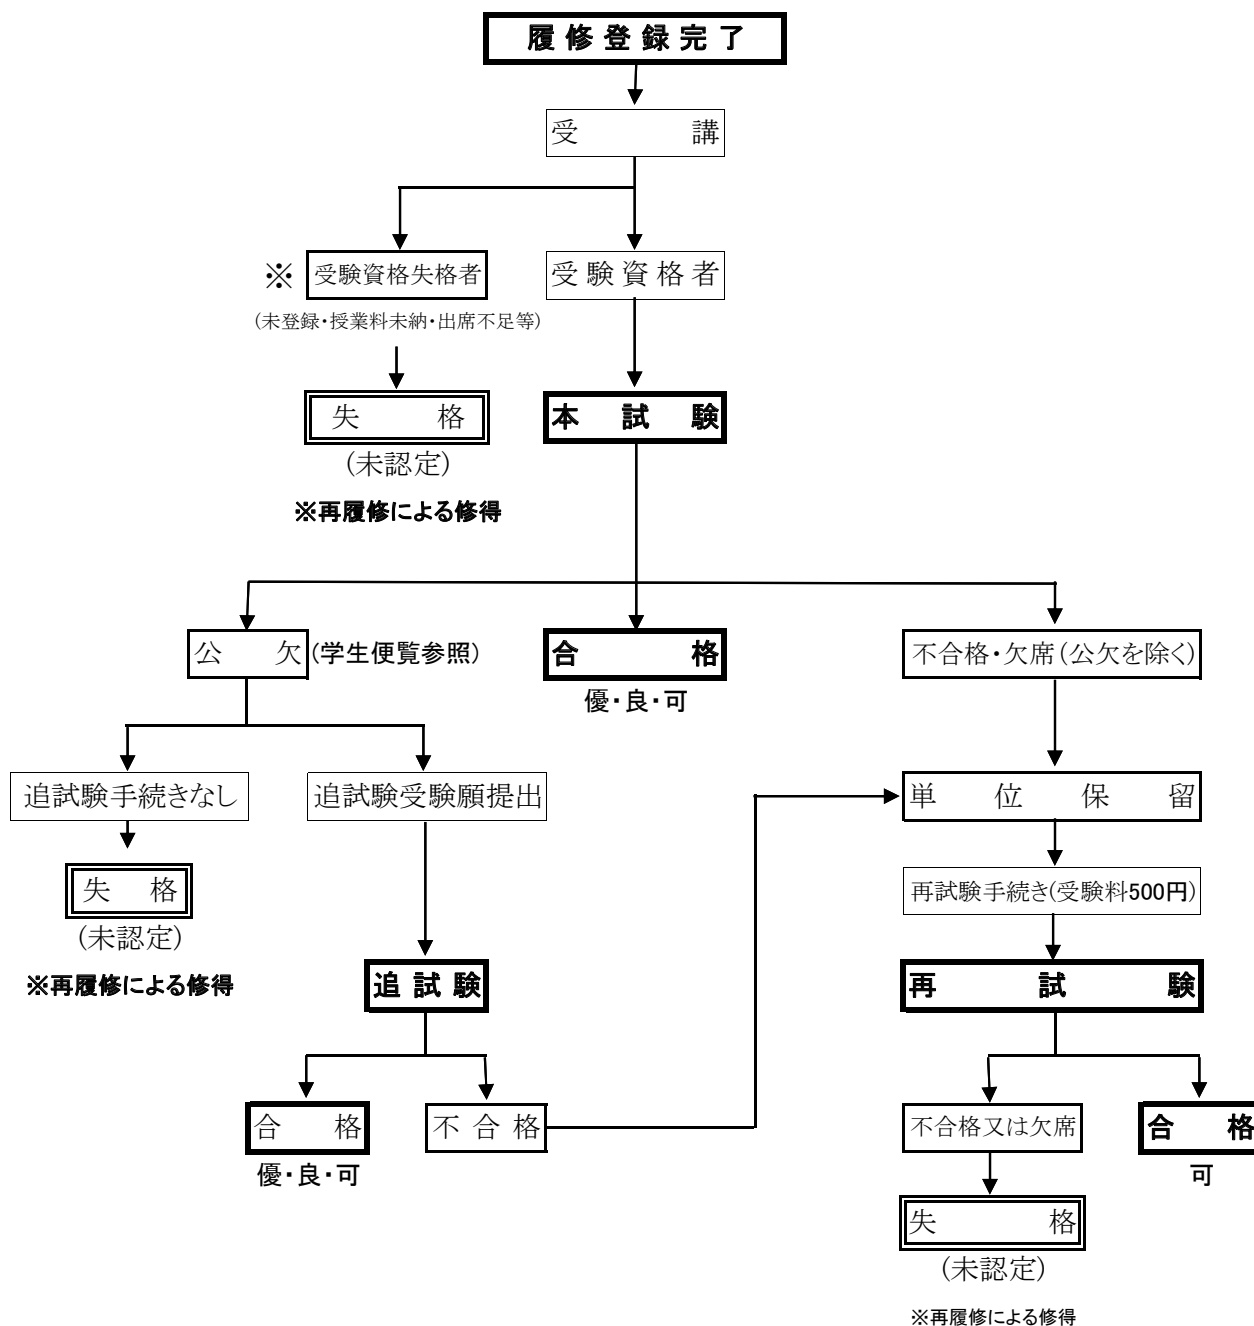 履修登録完了
受講
※ 受験資格失格者
受験資格者
(未登録・授業料未納・出席不足等)
失格
本試験
(未認定)
※再履修による修得
公欠 (学生便覧参照)
合格
不合格・欠席(公欠を除く)
優・良・可
追試験手続きなし
追試験受験願提出
単位保留
失格
再試験手続き(受験料500円)
(未認定)
※再履修による修得
追試験
再試験
合格
不合格
不合格又は欠席
合格
優・良・可
可
失格
(未認定)
※再履修による修得